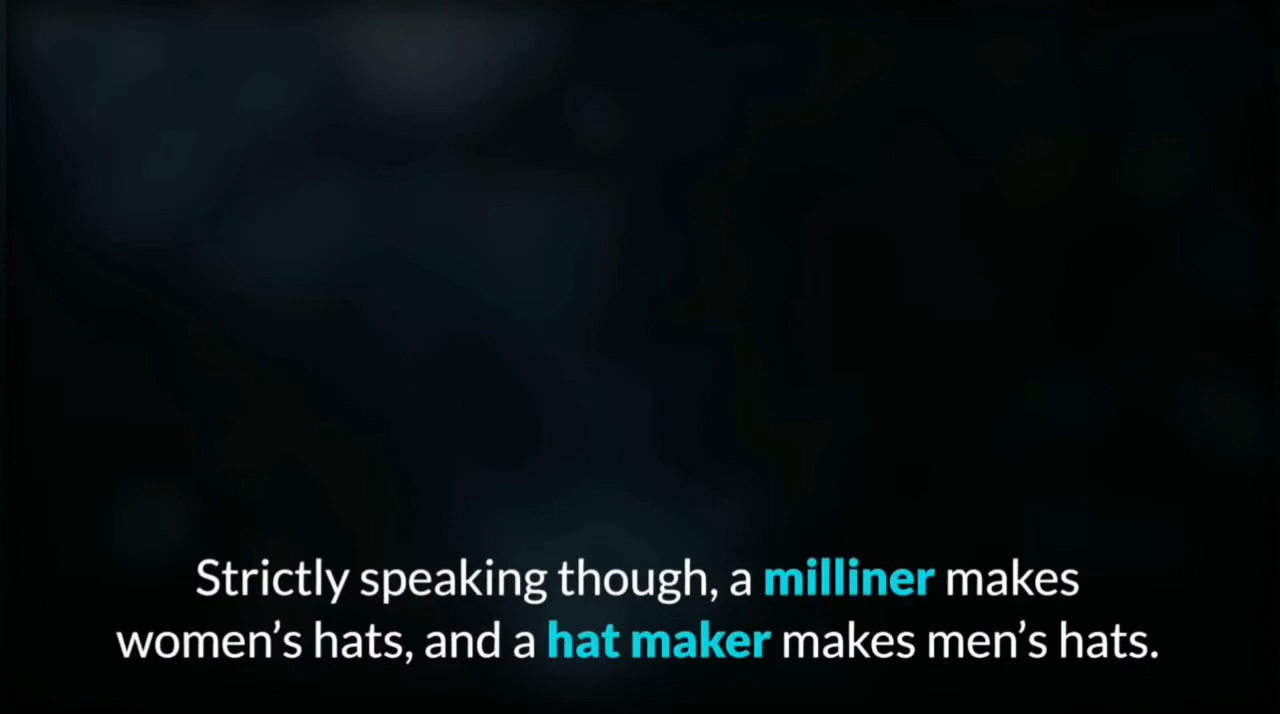 Strictly speaking though, a milliner makes
women’s hats, and a hat maker makes men’s hats.